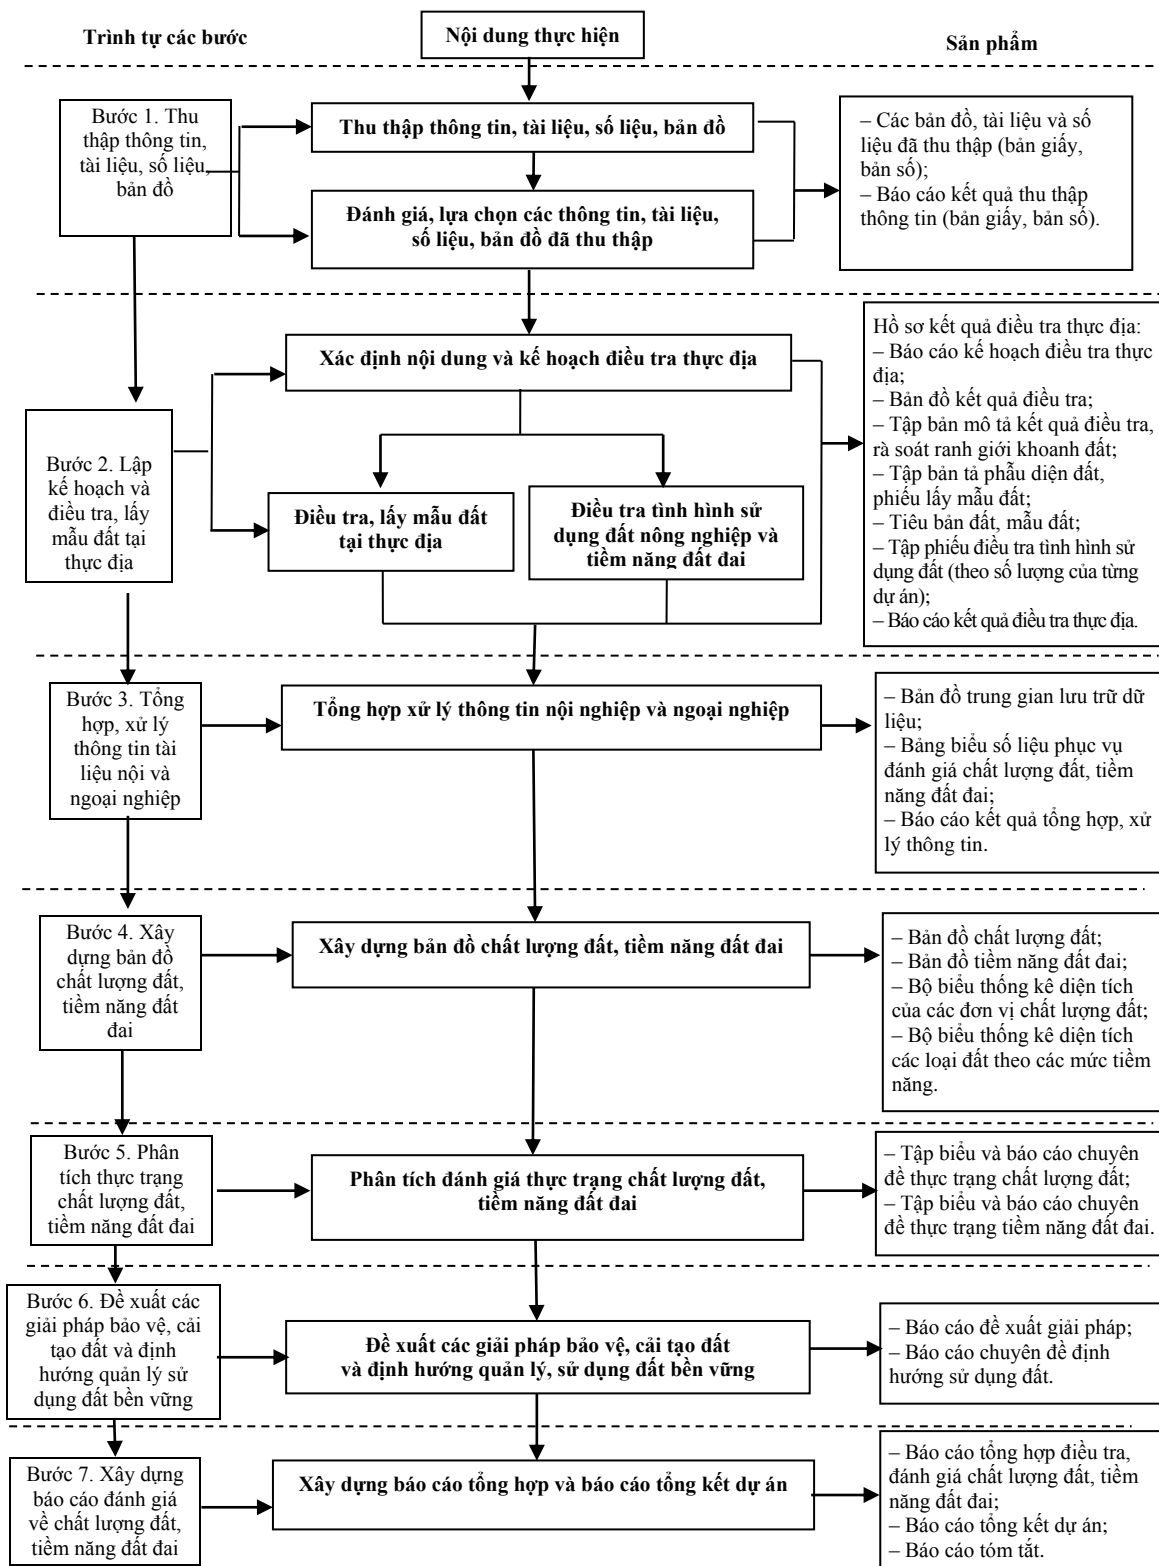 Trình tự các bước
Nội dung thực hiện
Sản phẩm
Bước 1. Thu
thập thông tin,
tài liệu, số liệu,
bản đồ
Thu thập thông tin, tài liệu, số liệu, bản đồ
Đánh giá, lựa chọn các thông tin, tài liệu,
số liệu, bản đồ đã thu thập
– Các bản đồ, tài liệu và số
liệu đã thu thập (bản giấy,
bản số);
– Báo cáo kết quả thu thập
thông tin (bản giấy, bản số).
Bước 2. Lập
kế hoạch và
điều tra, lấy
mẫu đất tại
thực địa
Xác định nội dung và kế hoạch điều tra thực địa
Điều tra, lấy mẫu đất
tại thực địa
Điều tra tình hình sử
dụng đất nông nghiệp và
tiềm năng đất đai
Hồ sơ kết quả điều tra thực địa:
– Báo cáo kế hoạch điều tra thực
địa;
– Bản đồ kết quả điều tra;
– Tập bản mô tả kết quả điều tra,
rà soát ranh giới khoanh đất;
– Tập bản tả phẫu diện đất,
phiếu lấy mẫu đất;
– Tiêu bản đất, mẫu đất;
– Tập phiếu điều tra tình hình sử
dụng đất (theo số lượng của từng
dự án);
– Báo cáo kết quả điều tra thực địa.
Bước 3. Tổng
hợp, xử lý
thông tin tài
liệu nội và
ngoại nghiệp
Tổng hợp xử lý thông tin nội nghiệp và ngoại nghiệp
– Bản đồ trung gian lưu trữ dữ
liệu;
– Bảng biểu số liệu phục vụ
đánh giá chất lượng đất, tiềm
năng đất đai;
– Báo cáo kết quả tổng hợp, xử
lý thông tin.
Bước 4. Xây
dựng bản đồ
chất lượng đất,
tiềm năng đất
đai
Xây dựng bản đồ chất lượng đất, tiềm năng đất đai
– Bản đồ chất lượng đất;
– Bản đồ tiềm năng đất đai;
– Bộ biểu thống kê diện tích
của các đơn vị chất lượng đất;
– Bộ biểu thống kê diện tích
các loại đất theo các mức tiềm
năng.
Bước 5. Phân
tích thực trạng
chất lượng đất,
tiềm năng đất đai
Phân tích đánh giá thực trạng chất lượng đất,
tiềm năng đất đai
– Tập biểu và báo cáo chuyên
đề thực trạng chất lượng đất;
– Tập biểu và báo cáo chuyên
đề thực trạng tiềm năng đất đai.
Bước 6. Đề xuất các
giải pháp bảo vệ, cải
tạo đất và định
hướng quản lý sử
dụng đất bền vững
Đề xuất các giải pháp bảo vệ, cải tạo đất
và định hướng quản lý, sử dụng đất bền vững
– Báo cáo đề xuất giải pháp;
– Báo cáo chuyên đề định
hướng sử dụng đất.
Bước 7. Xây dựng
báo cáo đánh giá
về chất lượng đất,
tiềm năng đất đai
Xây dựng báo cáo tổng hợp và báo cáo tổng kết dự án
– Báo cáo tổng hợp điều tra,
đánh giá chất lượng đất, tiềm
năng đất đai;
– Báo cáo tổng kết dự án;
– Báo cáo tóm tắt.